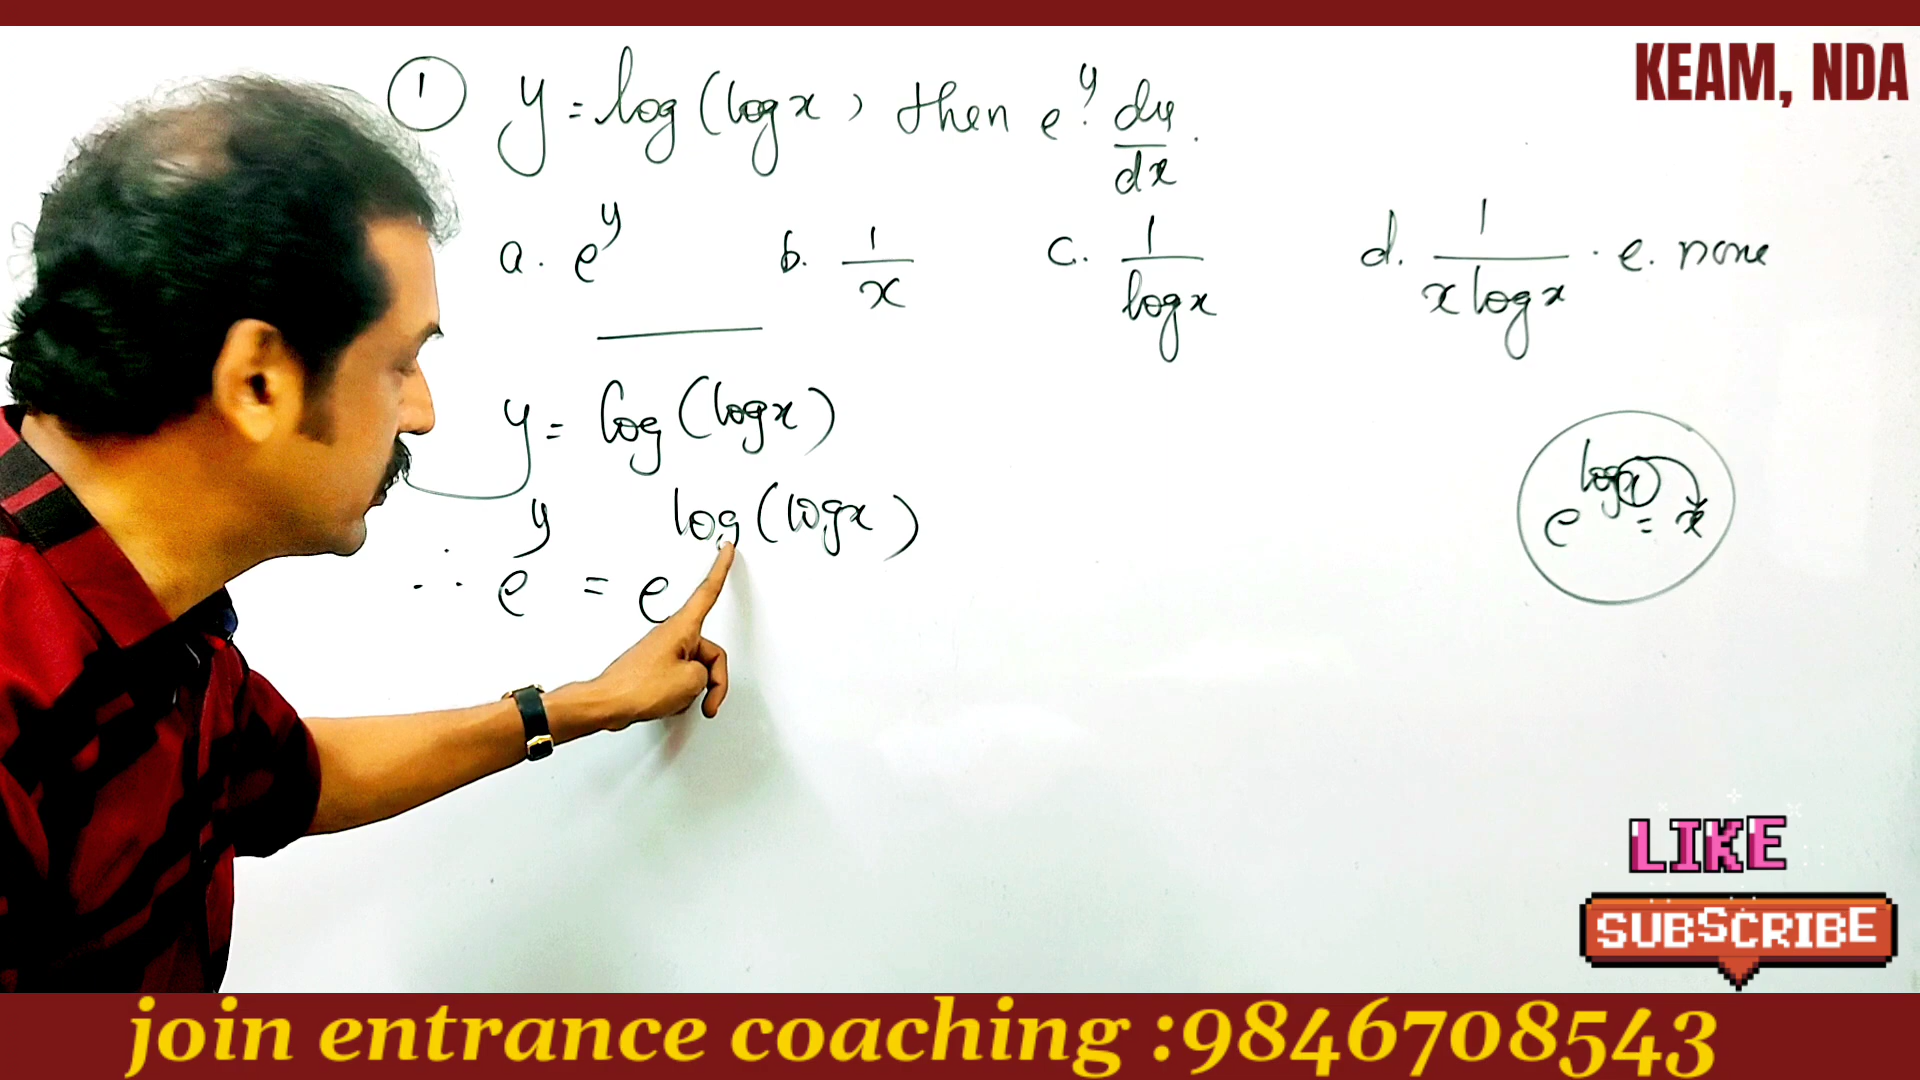 KEAM, NDA
① y = log (log x) then e^y · dy/dx .
a. e^y b. 1/x c. 1/log x d. 1/(x log x) . e. none
y = log (log x)
∴ e^y = e^log (log x)
e^log x = x
LIKE
SUBSCRIBE
join entrance coaching :9846708543